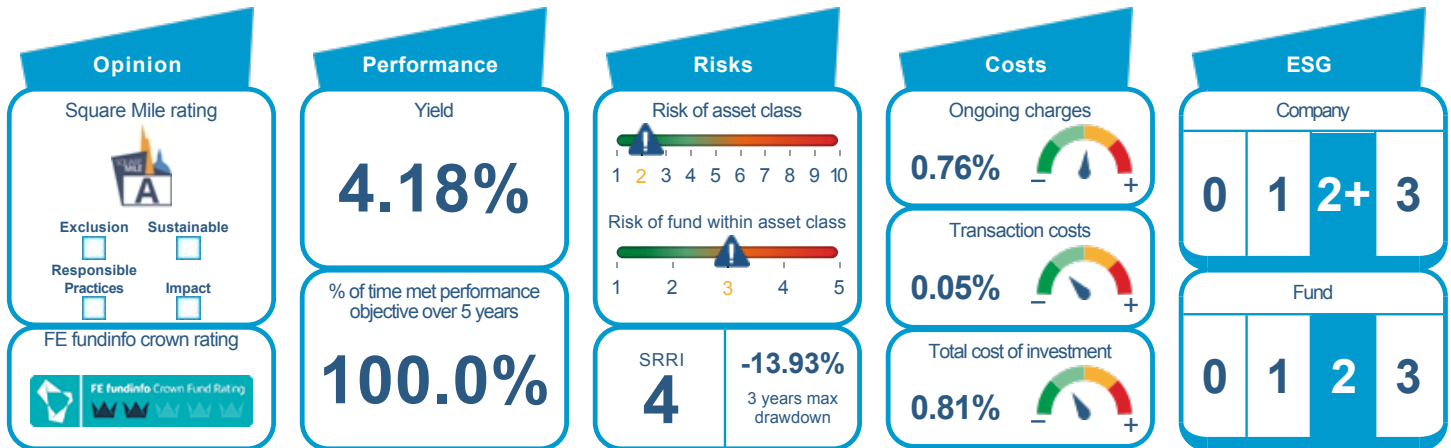 Opinion
Square Mile rating
SQUARE
MILE
A
Exclusion Sustainable
Responsible
Practices Impact
FE fundinfo crown rating
FE fundinfo Crown Fund Rating
Performance
Yield
4.18%
% of time met performance
objective over 5 years
100.0%
Risks
Risk of asset class
1 2 3 4 5 6 7 8 9 10
Risk of fund within asset class
1 2 3 4 5
SRRI
4
-13.93%
3 years max
drawdown
Costs
Ongoing charges
0.76%
− +
Transaction costs
0.05%
− +
Total cost of investment
0.81%
− +
ESG
Company
0 1 2+ 3
Fund
0 1 2 3